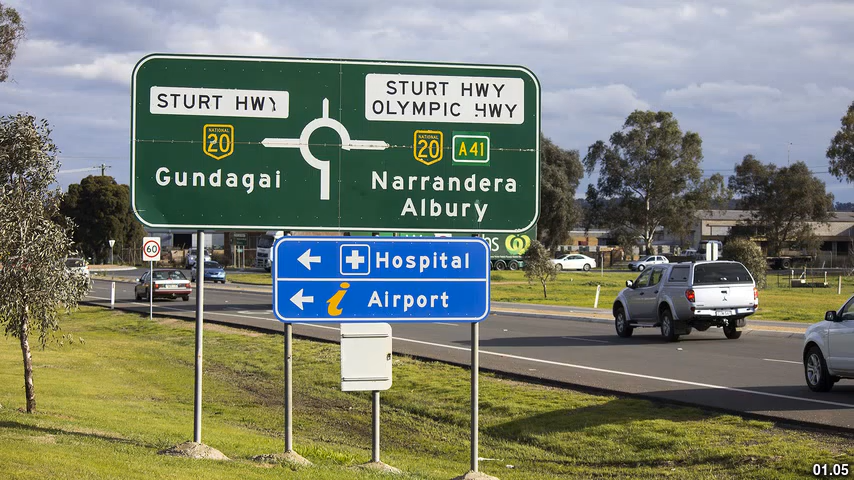 STURT HWY
STURT HWY
OLYMPIC HWY
NATIONAL
20
NATIONAL
20
A41
Gundagai
Narrandera
Albury
60
Hospital
i Airport
01.05